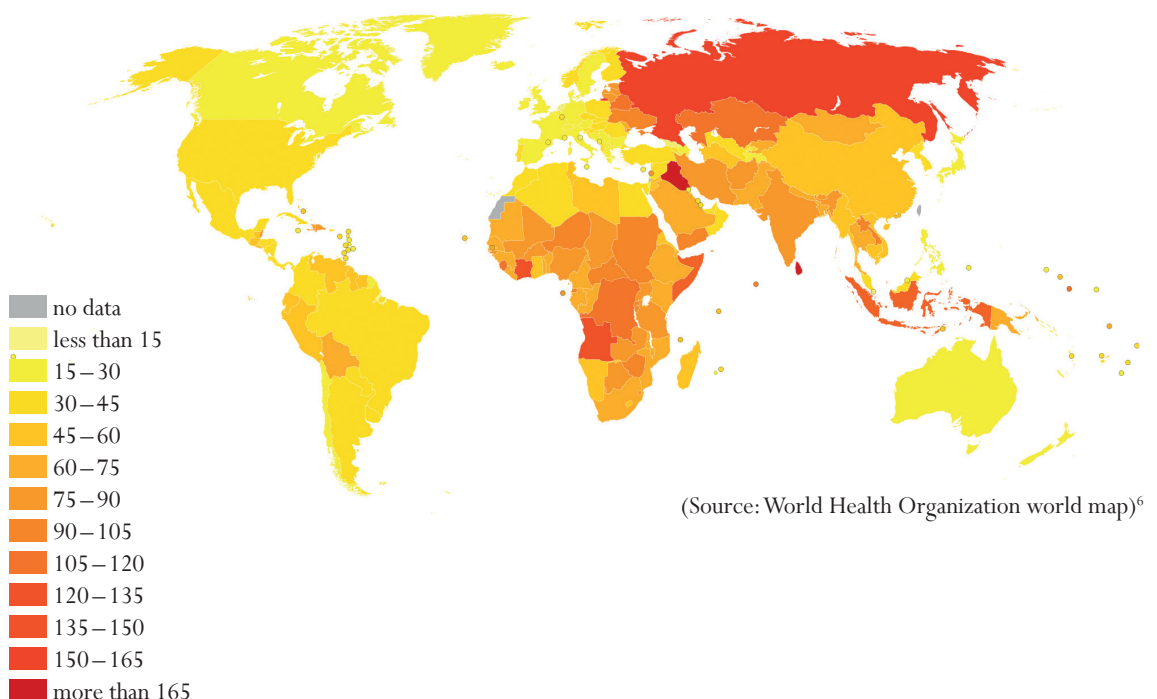 no data
less than 15
15–30
30–45
45–60
60–75
75–90
90–105
105–120
120–135
135–150
150–165
more than 165
(Source: World Health Organization world map)⁶